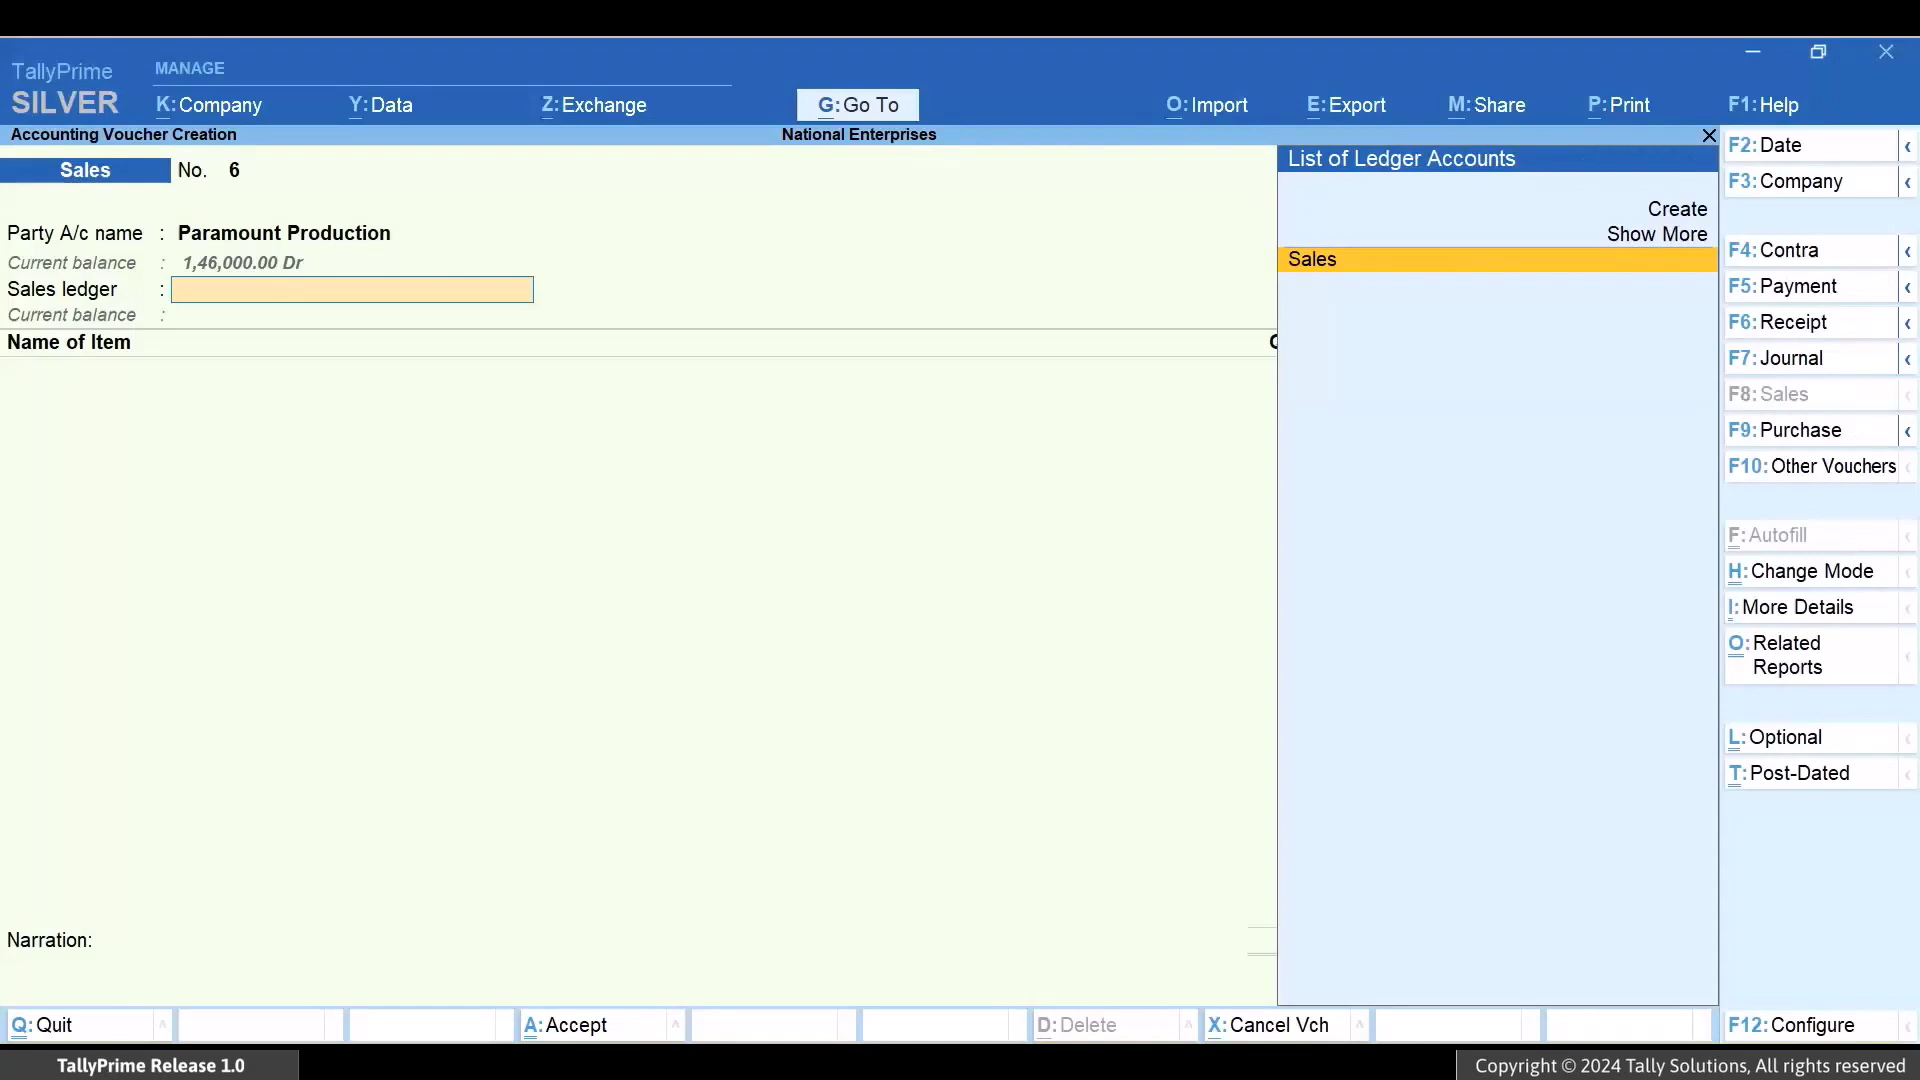 TallyPrime
SILVER
MANAGE
K:Company
Y:Data
Z:Exchange
G:Go To
O:Import
E:Export
M:Share
P:Print
F1:Help
Accounting Voucher Creation
National Enterprises
Sales No. 6
Party A/c name : Paramount Production
Current balance : 1,46,000.00 Dr
Sales ledger :
Current balance :
Name of Item
Narration:
List of Ledger Accounts
Create
Show More
Sales
F2:Date
F3:Company
F4:Contra
F5:Payment
F6:Receipt
F7:Journal
F8:Sales
F9:Purchase
F10:Other Vouchers
F:Autofill
H:Change Mode
I:More Details
O:Related
Reports
L:Optional
T:Post-Dated
Q:Quit
A:Accept
D:Delete
X:Cancel Vch
F12:Configure
TallyPrime Release 1.0
Copyright © 2024 Tally Solutions, All rights reserved